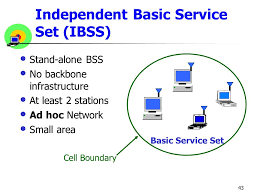 Independent Basic Service
Set (IBSS)
Stand-alone BSS
No backbone
infrastructure
At least 2 stations
Ad hoc Network
Small area
Basic Service Set
Cell Boundary
43